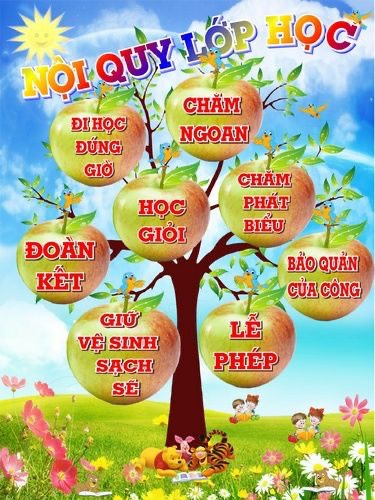 NỘI QUY LỚP HỌC
CHĂM
NGOAN
ĐI HỌC
ĐÚNG
GIỜ
HỌC
GIỎI
CHĂM
PHÁT
BIỂU
ĐOÀN
KẾT
BẢO QUẢN
CỦA CÔNG
GIỮ
VỆ SINH
SẠCH
SẼ
LỄ
PHÉP